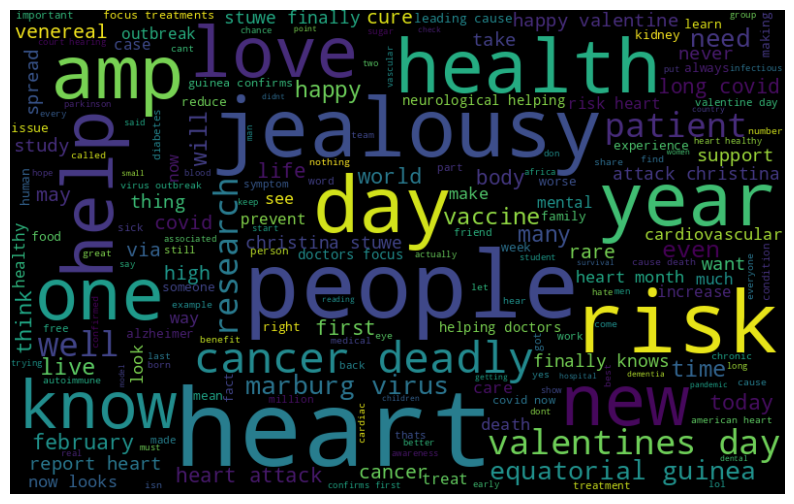 important
focus treatments
stuwe finally
cure
leading cause
happy valentine
kidney
learn
group
court hearing
cant
chance
sugar
check
venereal
outbreak
amp
love
point
take
health
need
making
case
happy
two
vascular
never
always
infectious
guinea confirms
neurological helping
long covid
spread
parkinson
reduce
risk heart
valentine day
put
country
every
said
didnt
man
jealousy
patient
issue
diabetes
called
team
don
experience
number
heart healthy
study
help
will
nothing
africa
share
find
support
women
hope
small
life
word
part
worse
attack christina
virus outbreak
blood
world
body
human
now
symptom
make
mental
year
may
thing
see
day
family
keep
start
vaccine
cardiovascular
sick
prevent
friend
many
covid
person
christina stuwe
week
student
rare
even
food
associated
still
via
great
say
research
doctors focus
actually
survival
cause death
want
everyone
condition
healthy
think
one
high
someone
people
let
hear
heart month
much
example
reading
hate
men
increase
risk
confirmed
way
free
alzheimer
right
first
helping doctors
got
come
work
trying
well
look
benefit
medical
eye
yes
finally knows
chronic
last
born
fact
cancer deadly
back
getting
hospital
best
time
long
live
autoimmune
model
marburg virus
care
covid now
dementia
pandemic
cause
know
mean
million
children
dont
show
new
today
february
made
thats
death
american heart
real
must
better
cardiac
heart
valentines day
report heart
awareness
cancer
treat
dental
now looks
isn
heart attack
confirms first
early
equatorial guinea
treatment
lol